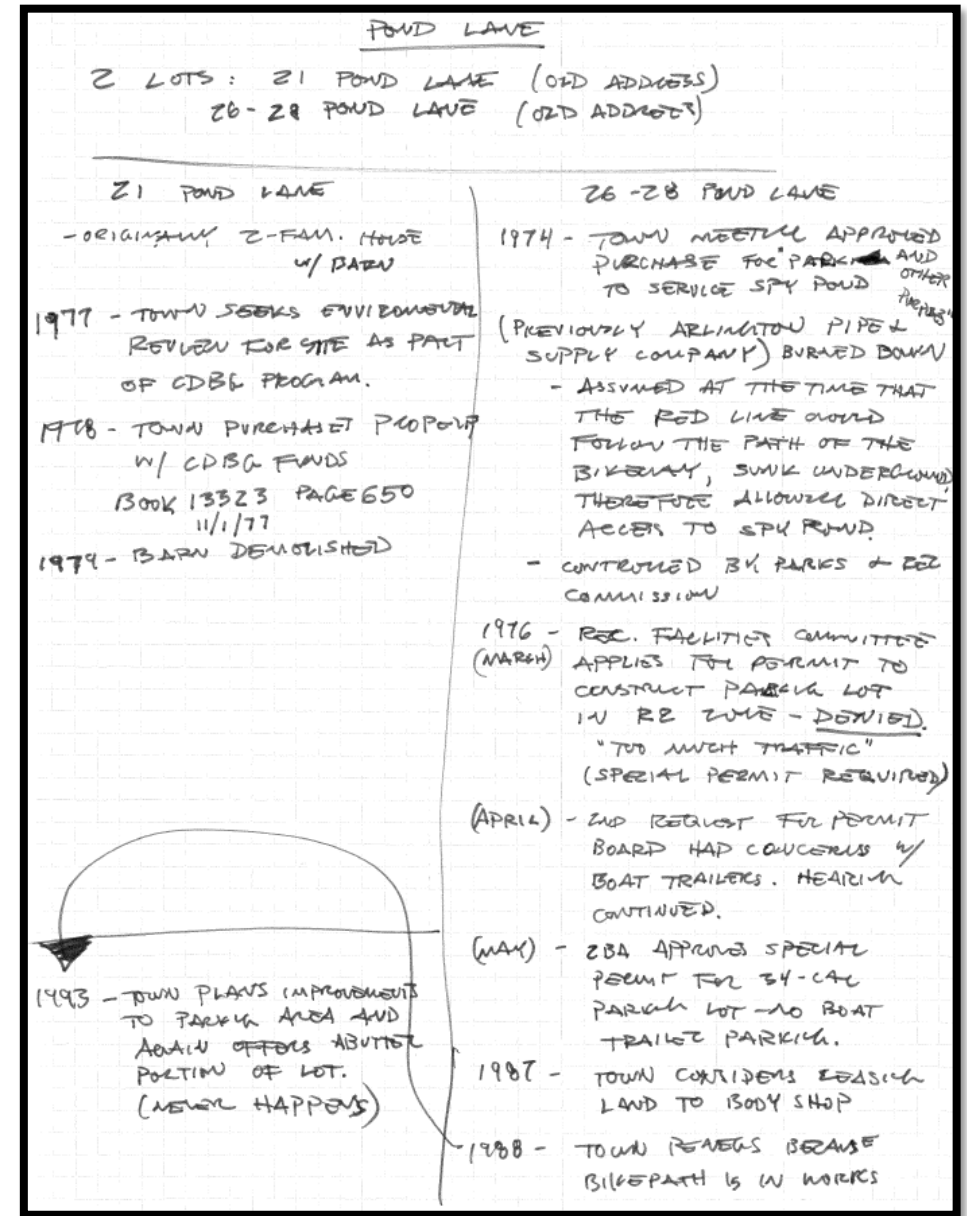 POND LANE
2 LOTS: 21 POND LANE (OLD ADDRESS)
26-28 POND LANE (OLD ADDRESS)
21 POND LANE
- ORIGINALLY 2-FAM. HOUSE
W/ BARN
1977 - TOWN SEEKS ENVIROMENTAL
REVIEW FOR SITE AS PART
OF CDBG PROGRAM.
1978 - TOWN PURCHASES PROPERTY
W/ CDBG FUNDS
BOOK 13323 PAGE 650
11/1/77
1979 - BARN DEMOLISHED
26-28 POND LANE
1974 - TOWN MEETING APPROVED
PURCHASE FOR "PARKING AND
OTHER
PURPOSES"
TO SERVICE SPY POND
(PREVIOUSLY ARLINGTON PIPE &
SUPPLY COMPANY) BURNED DOWN
- ASSUMED AT THE TIME THAT
THE RED LINE WOULD
FOLLOW THE PATH OF THE
BIKEWAY, SUNK UNDERGROUND,
THEREFORE ALLOWING DIRECT
ACCESS TO SPY POND.
- CONTROLLED BY PARKS & REC
COMMISSION
1976 - REC. FACILITIES COMMITTEE
(MARCH) APPLIES FOR PERMIT TO
CONSTRUCT PARKING LOT
IN R2 ZONE - DENIED.
"TOO MUCH TRAFFIC"
(SPECIAL PERMIT REQUIRED)
(APRIL) - 2ND REQUEST FOR PERMIT
BOARD HAD CONCERNS W/
BOAT TRAILERS. HEARING
CONTINUED.
(MAY) - ZBA APPROVES SPECIAL
PERMIT FOR 34-CAR
PARKING LOT - NO BOAT
TRAILER PARKING.
1987 - TOWN CONSIDERS LEASING
LAND TO BODY SHOP
1988 - TOWN RENEGS BECAUSE
BIKEPATH IS IN WORKS
1993 - TOWN PLANS IMPROVEMENTS
TO PARKING AREA AND
AGAIN OFFERS ABUTTER
PORTION OF LOT.
(NEVER HAPPENS)